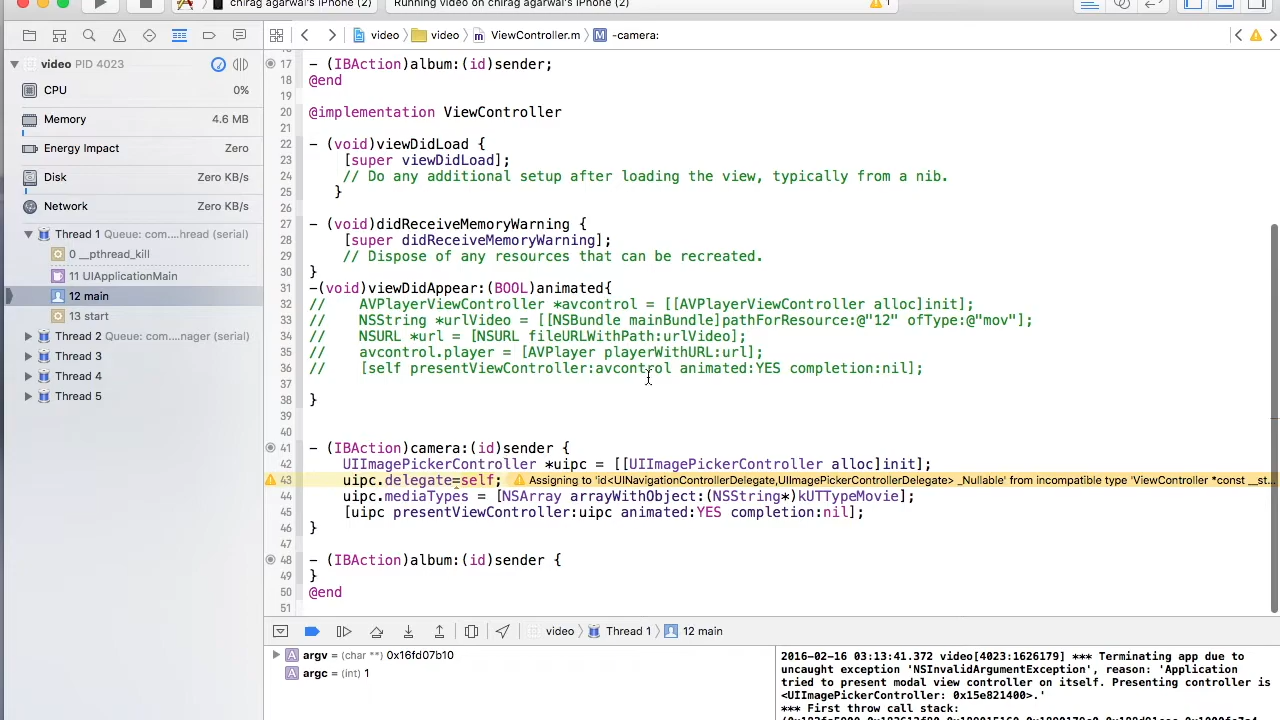 chirag agarwal's iPhone (2)
Running video on chirag agarwal's iPhone (2)
1
video
video
ViewController.m
M
-camera:
video PID 4023
CPU 0%
Memory 4.6 MB
Energy Impact Zero
Disk Zero KB/s
Network Zero KB/s
Thread 1 Queue: com....hread (serial)
0 __pthread_kill
11 UIApplicationMain
12 main
13 start
Thread 2 Queue: com....nager (serial)
Thread 3
Thread 4
Thread 5
17 - (IBAction)album:(id)sender;
18 @end
19
20 @implementation ViewController
21
22 - (void)viewDidLoad {
23 [super viewDidLoad];
24 // Do any additional setup after loading the view, typically from a nib.
25 }
26
27 - (void)didReceiveMemoryWarning {
28 [super didReceiveMemoryWarning];
29 // Dispose of any resources that can be recreated.
30 }
31 -(void)viewDidAppear:(BOOL)animated{
32 // AVPlayerViewController *avcontrol = [[AVPlayerViewController alloc]init];
33 // NSString *urlVideo = [[NSBundle mainBundle]pathForResource:@"12" ofType:@"mov"];
34 // NSURL *url = [NSURL fileURLWithPath:urlVideo];
35 // avcontrol.player = [AVPlayer playerWithURL:url];
36 // [self presentViewController:avcontrol animated:YES completion:nil];
37
38 }
39
40
41 - (IBAction)camera:(id)sender {
42 UIImagePickerController *uipc = [[UIImagePickerController alloc]init];
43 uipc.delegate=self; Assigning to 'id<UINavigationControllerDelegate,UIImagePickerControllerDelegate> _Nullable' from incompatible type 'ViewController *const __st...
44 uipc.mediaTypes = [NSArray arrayWithObject:(NSString*)kUTTypeMovie];
45 [uipc presentViewController:uipc animated:YES completion:nil];
46 }
47
48 - (IBAction)album:(id)sender {
49 }
50 @end
51
video Thread 1 12 main
A argv = (char **) 0x16fd07b10
A argc = (int) 1
2016-02-16 03:13:41.372 video[4023:1626179] *** Terminating app due to
uncaught exception 'NSInvalidArgumentException', reason: 'Application
tried to present modal view controller on itself. Presenting controller is
<UIImagePickerController: 0x15e821400>.'
*** First throw call stack: